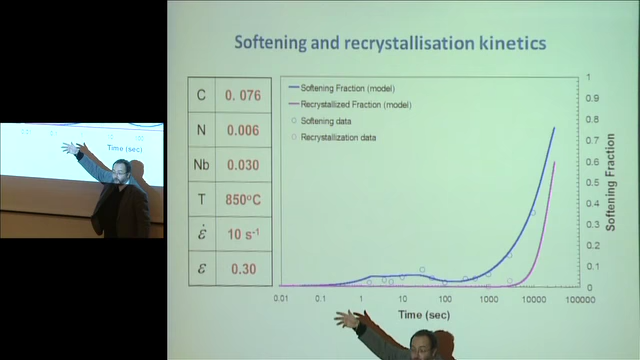 Softening and recrystallisation kinetics
C 0. 076
N 0.006
Nb 0.030
T 850°C
ε̇ 10 s⁻¹
ε 0.30
Softening Fraction (model)
Recrystallized Fraction (model)
Softening data
Recrystallization data
1
0.9
0.8
0.7
0.6
0.5
0.4
0.3
0.2
0.1
0
Softening Fraction
0.01 0.1 1 10 100 1000 10000 100000
Time (sec)
Time (sec)